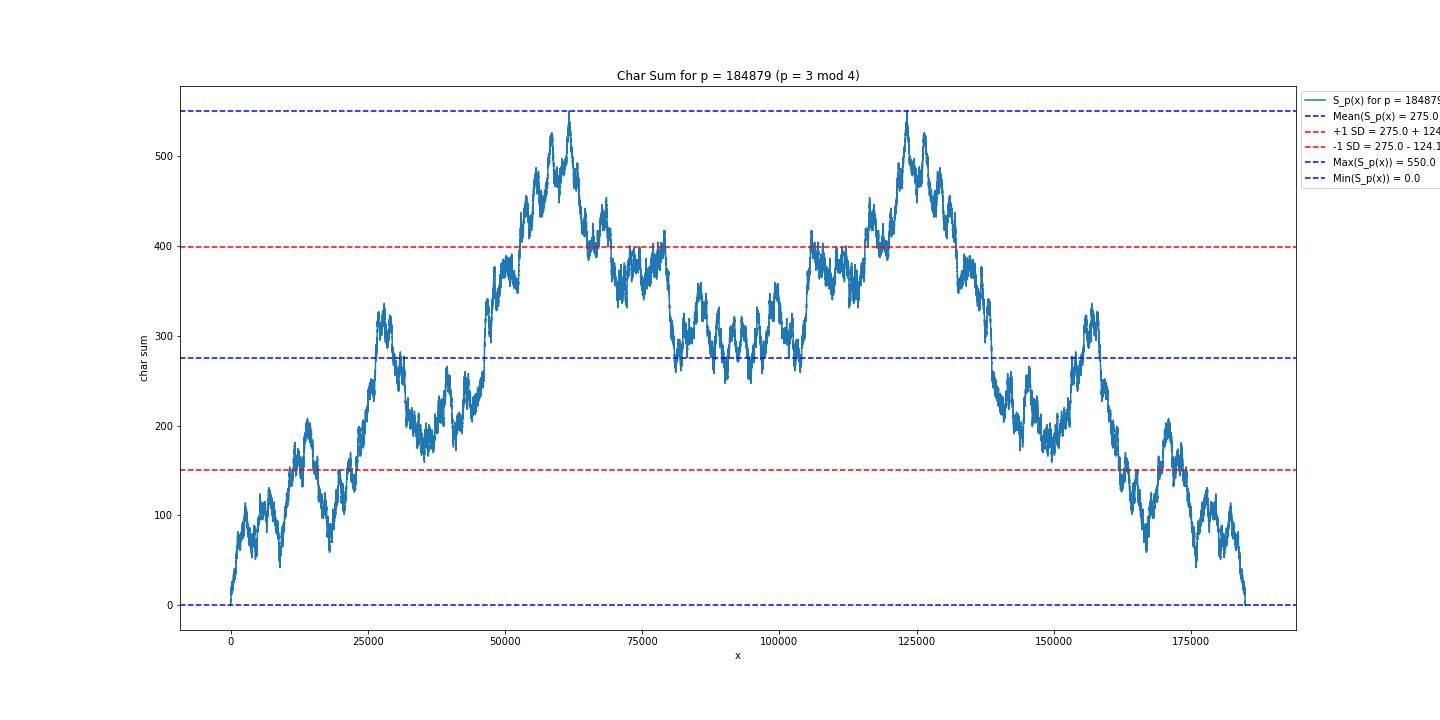 Char Sum for p = 184879 (p = 3 mod 4)
S_p(x) for p = 184879
Mean(S_p(x) = 275.0
+1 SD = 275.0 + 124
-1 SD = 275.0 - 124.1
Max(S_p(x)) = 550.0
Min(S_p(x)) = 0.0
500
400
300
200
100
0
char sum
0
25000
50000
75000
100000
125000
150000
175000
x